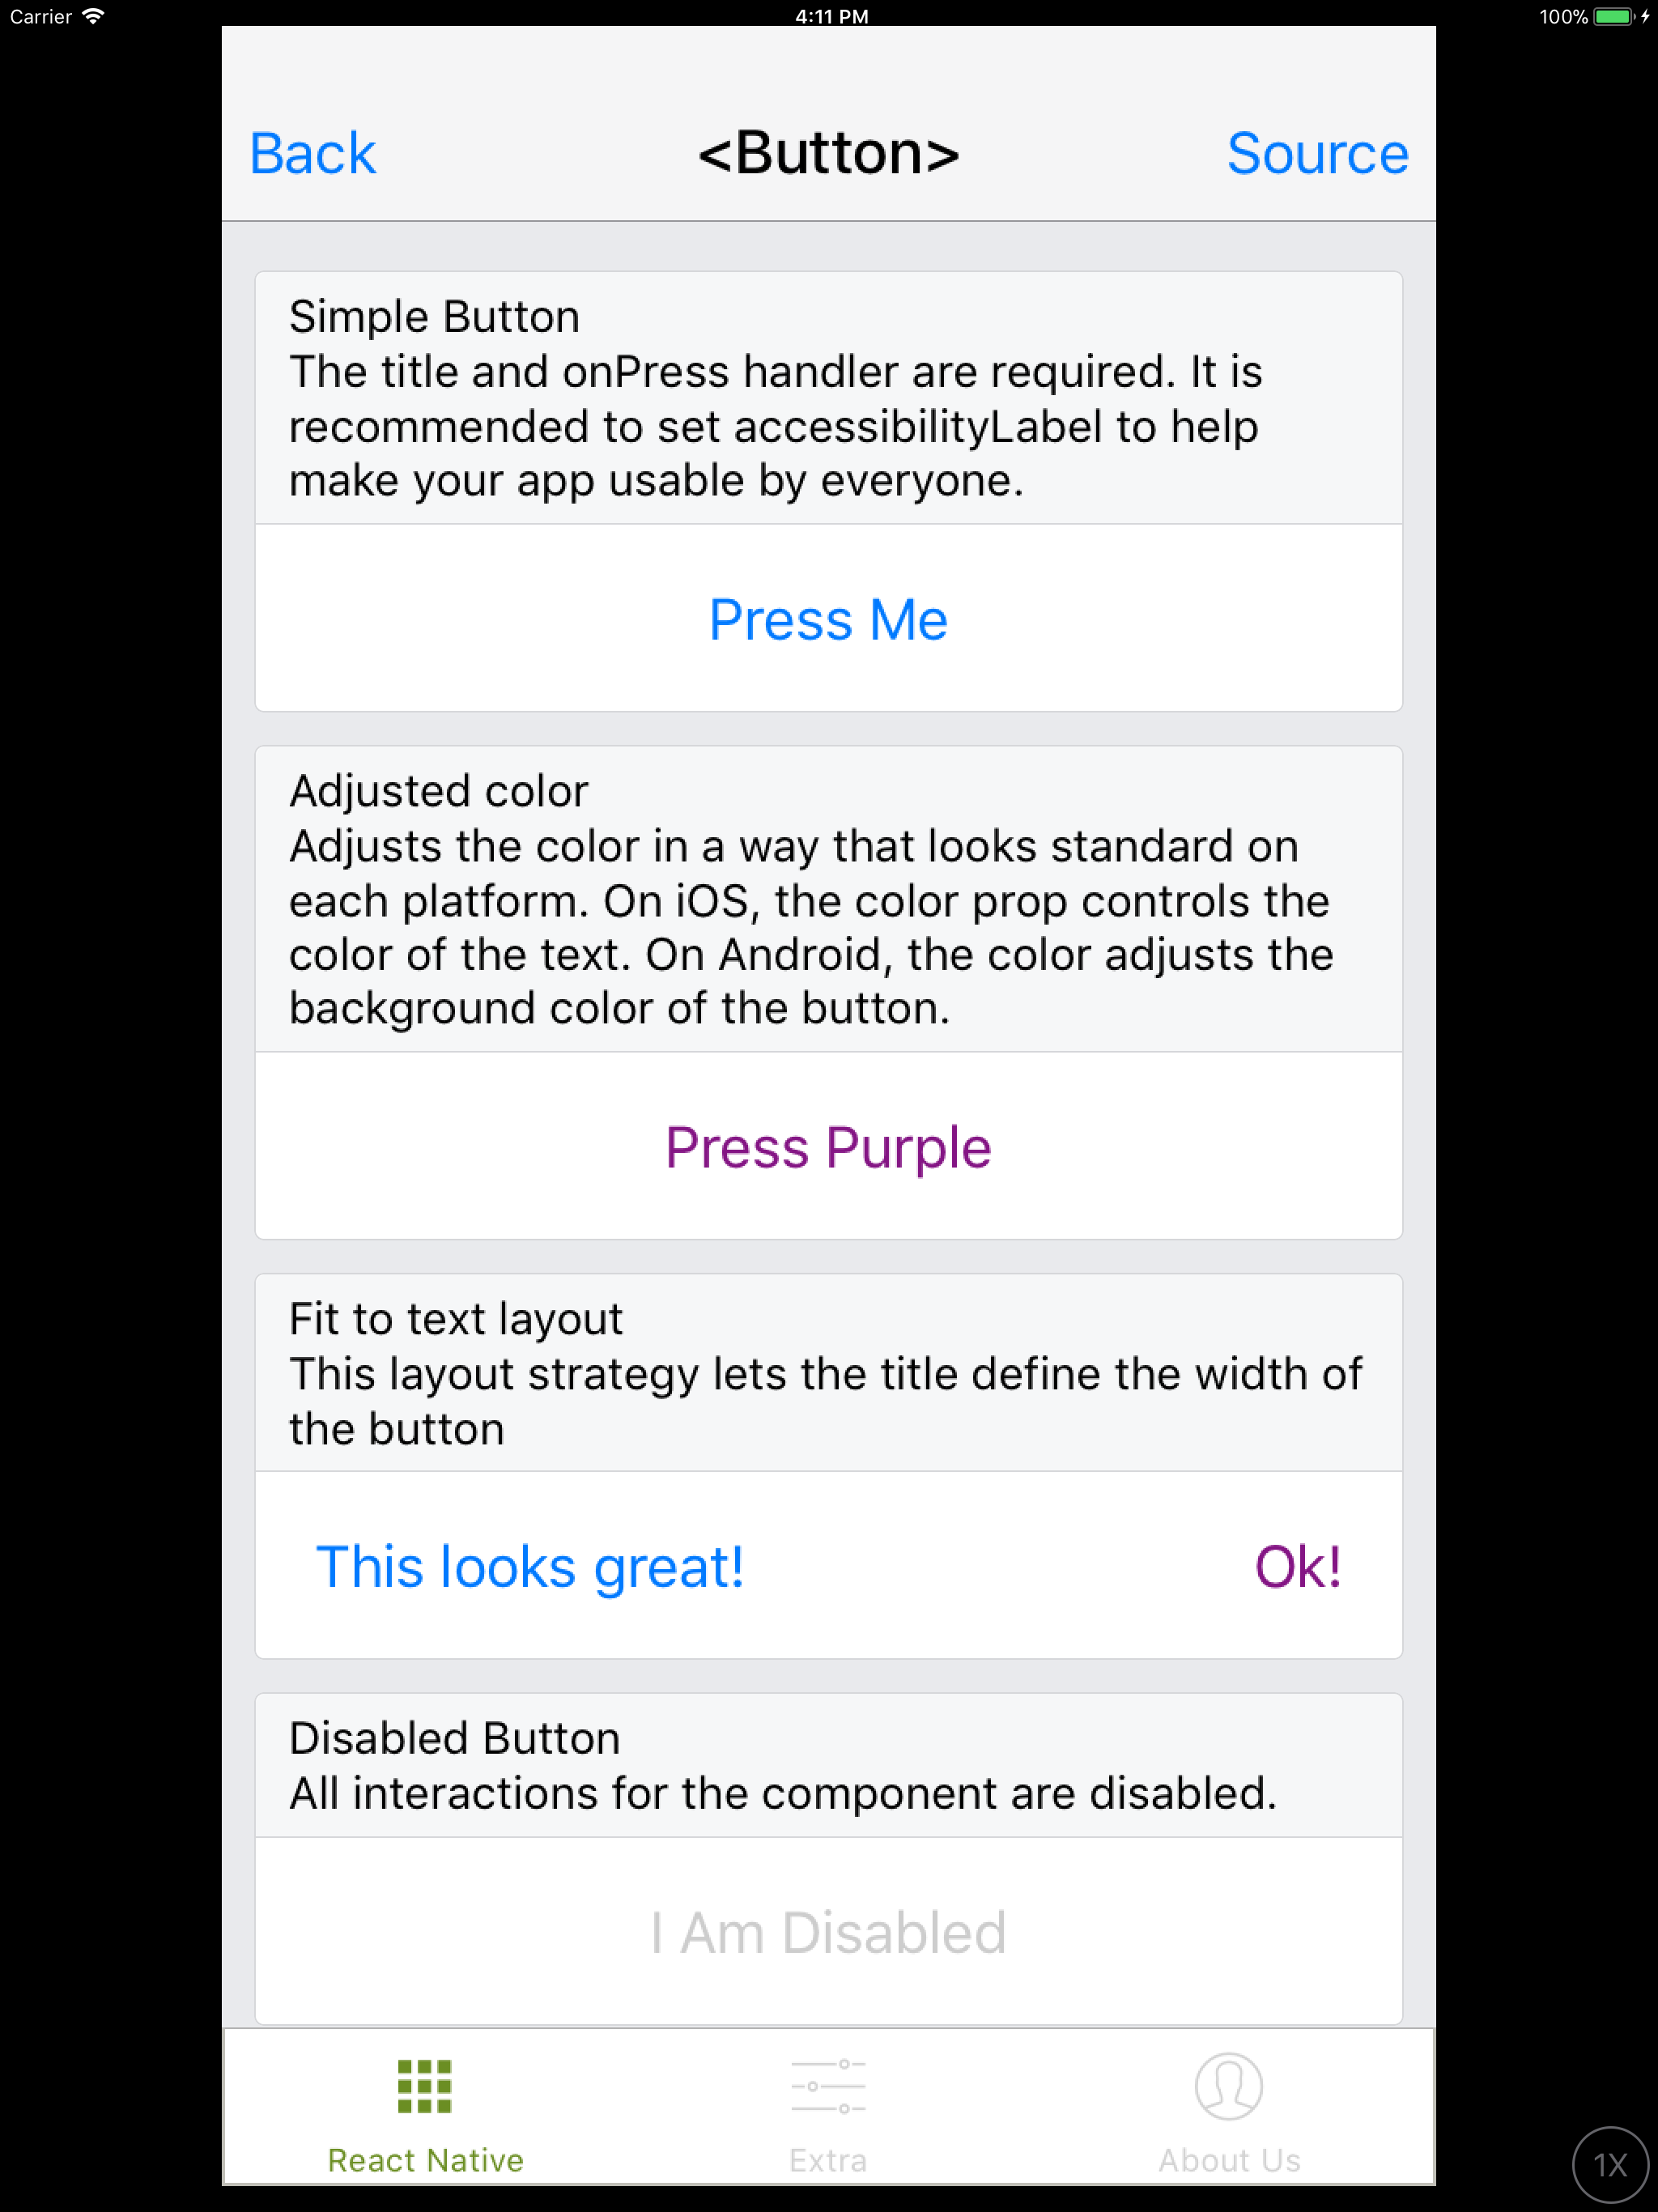 Carrier 4:11 PM 100%
Back <Button> Source
Simple Button
The title and onPress handler are required. It is
recommended to set accessibilityLabel to help
make your app usable by everyone.
Press Me
Adjusted color
Adjusts the color in a way that looks standard on
each platform. On iOS, the color prop controls the
color of the text. On Android, the color adjusts the
background color of the button.
Press Purple
Fit to text layout
This layout strategy lets the title define the width of
the button
This looks great! Ok!
Disabled Button
All interactions for the component are disabled.
I Am Disabled
React Native Extra About Us
1X